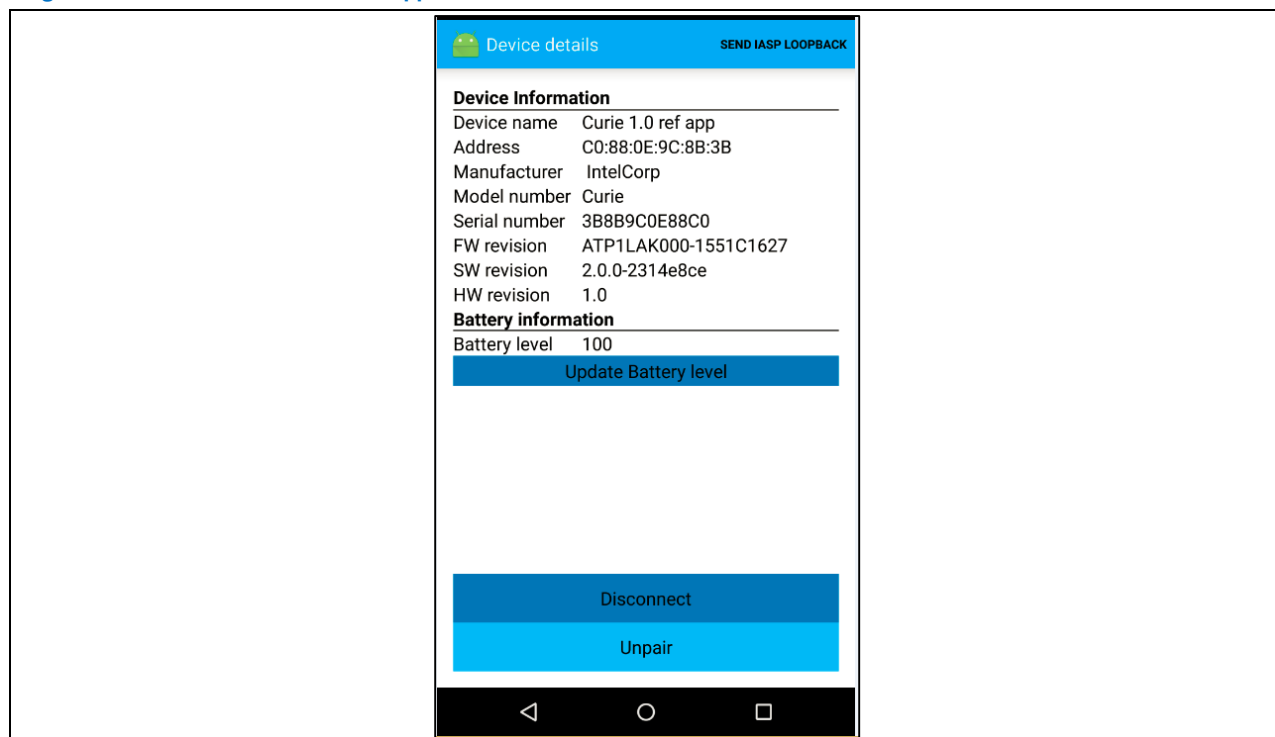 Device details SEND IASP LOOPBACK
Device Information
Device name Curie 1.0 ref app
Address C0:88:0E:9C:8B:3B
Manufacturer IntelCorp
Model number Curie
Serial number 3B8B9C0E88C0
FW revision ATP1LAK000-1551C1627
SW revision 2.0.0-2314e8ce
HW revision 1.0
Battery information
Battery level 100
Update Battery level
Disconnect
Unpair